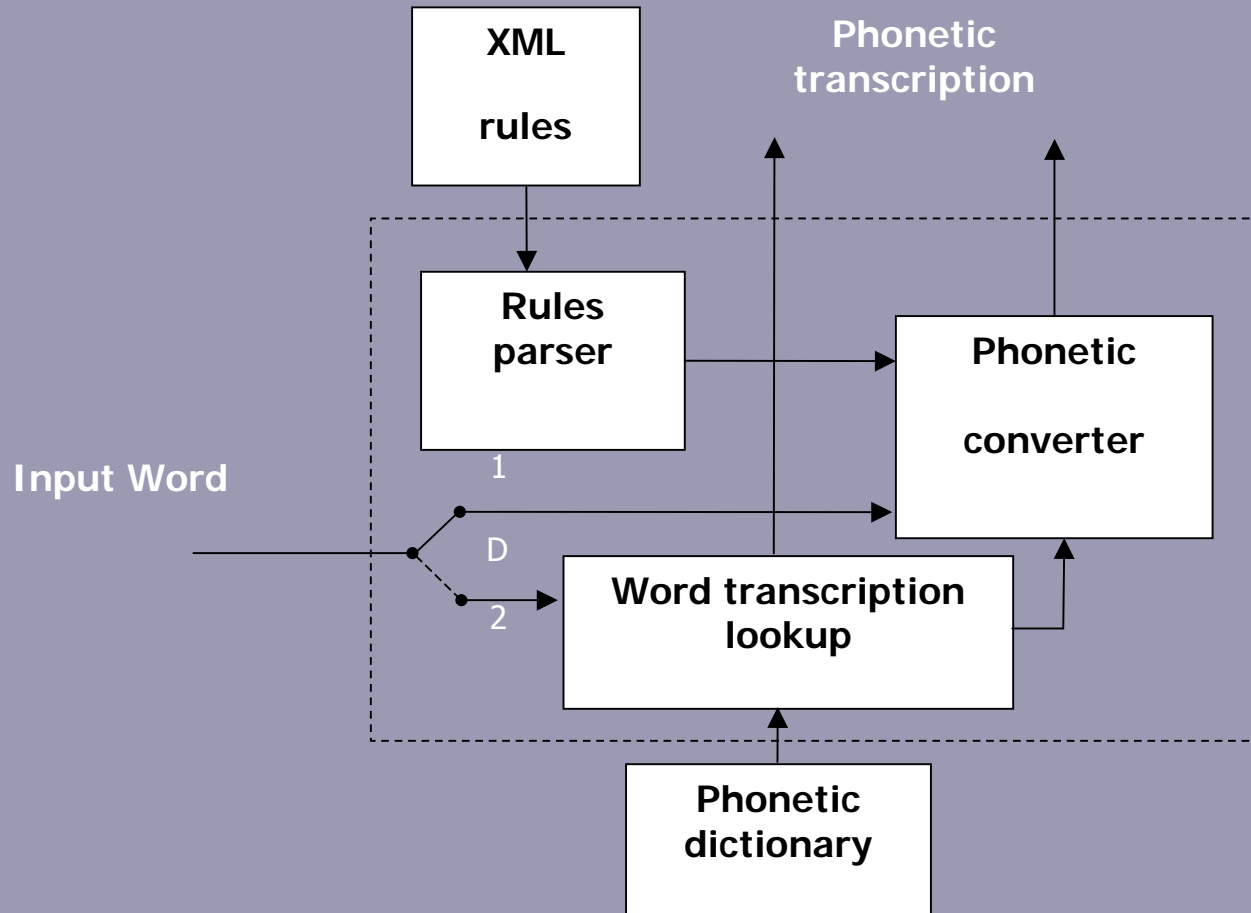 XML
rules
Phonetic
transcription
Rules
parser
Phonetic
converter
1
Input Word
D
2
Word transcription
lookup
Phonetic
dictionary